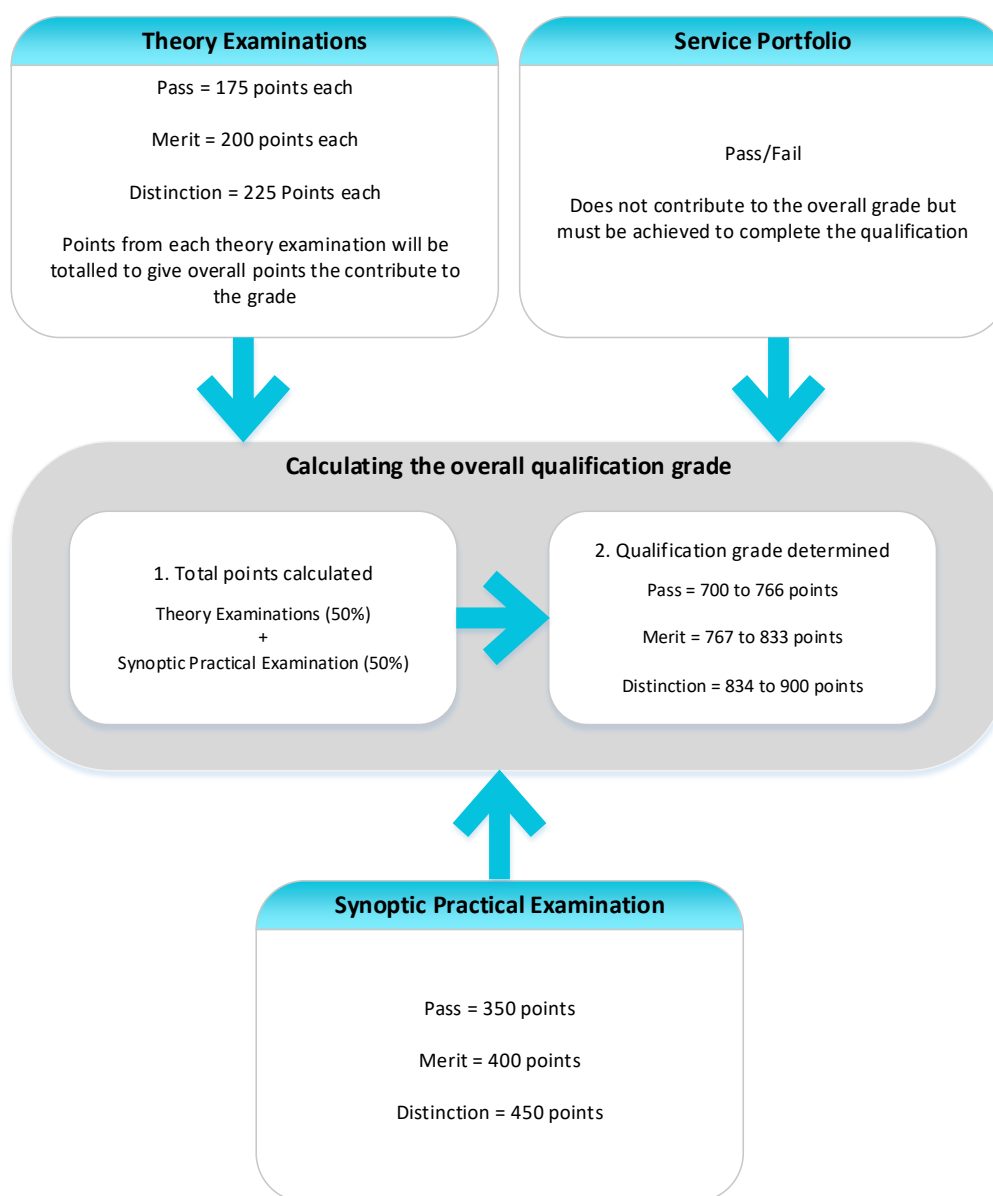 Theory Examinations
Pass = 175 points each
Merit = 200 points each
Distinction = 225 Points each
Points from each theory examination will be
totalled to give overall points the contribute to
the grade
Service Portfolio
Pass/Fail
Does not contribute to the overall grade but
must be achieved to complete the qualification
Calculating the overall qualification grade
1. Total points calculated
Theory Examinations (50%)
+
Synoptic Practical Examination (50%)
2. Qualification grade determined
Pass = 700 to 766 points
Merit = 767 to 833 points
Distinction = 834 to 900 points
Synoptic Practical Examination
Pass = 350 points
Merit = 400 points
Distinction = 450 points